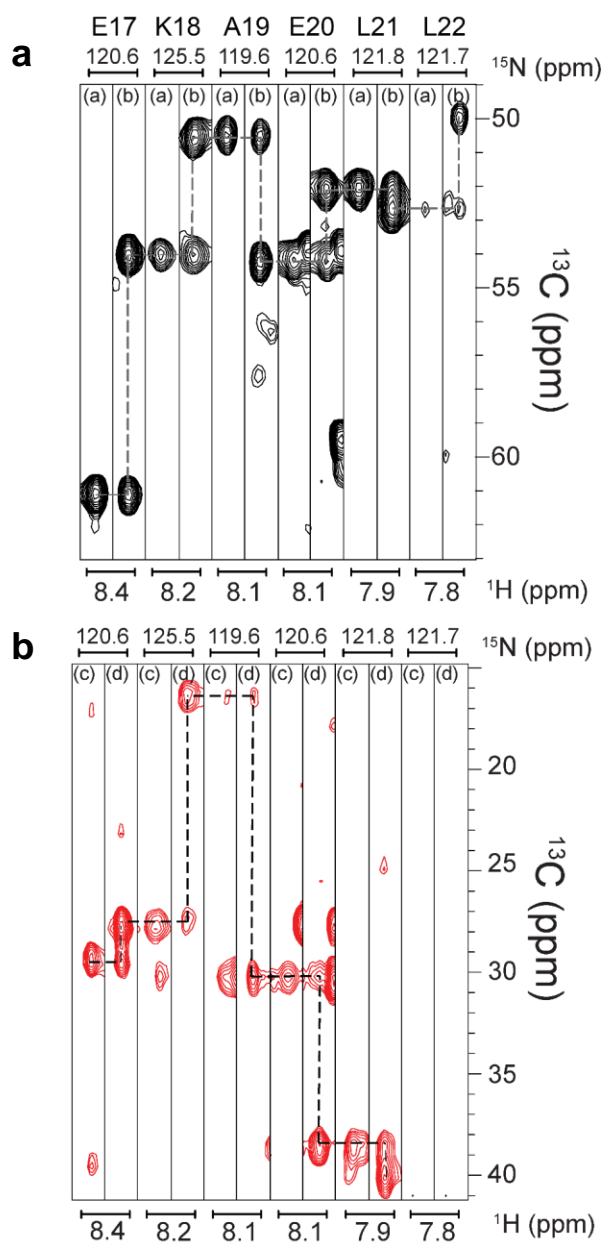 E17 K18 A19 E20 L21 L22
a
120.6 125.5 119.6 120.6 121.8 121.7 ¹⁵N (ppm)
(a) (b) (a) (b) (a) (b) (a) (b) (a) (b) (a) (b)
50
55
60
¹³C (ppm)
8.4 8.2 8.1 8.1 7.9 7.8 ¹H (ppm)
b
120.6 125.5 119.6 120.6 121.8 121.7 ¹⁵N (ppm)
(c) (d) (c) (d) (c) (d) (c) (d) (c) (d) (c) (d)
20
25
30
35
40
¹³C (ppm)
8.4 8.2 8.1 8.1 7.9 7.8 ¹H (ppm)